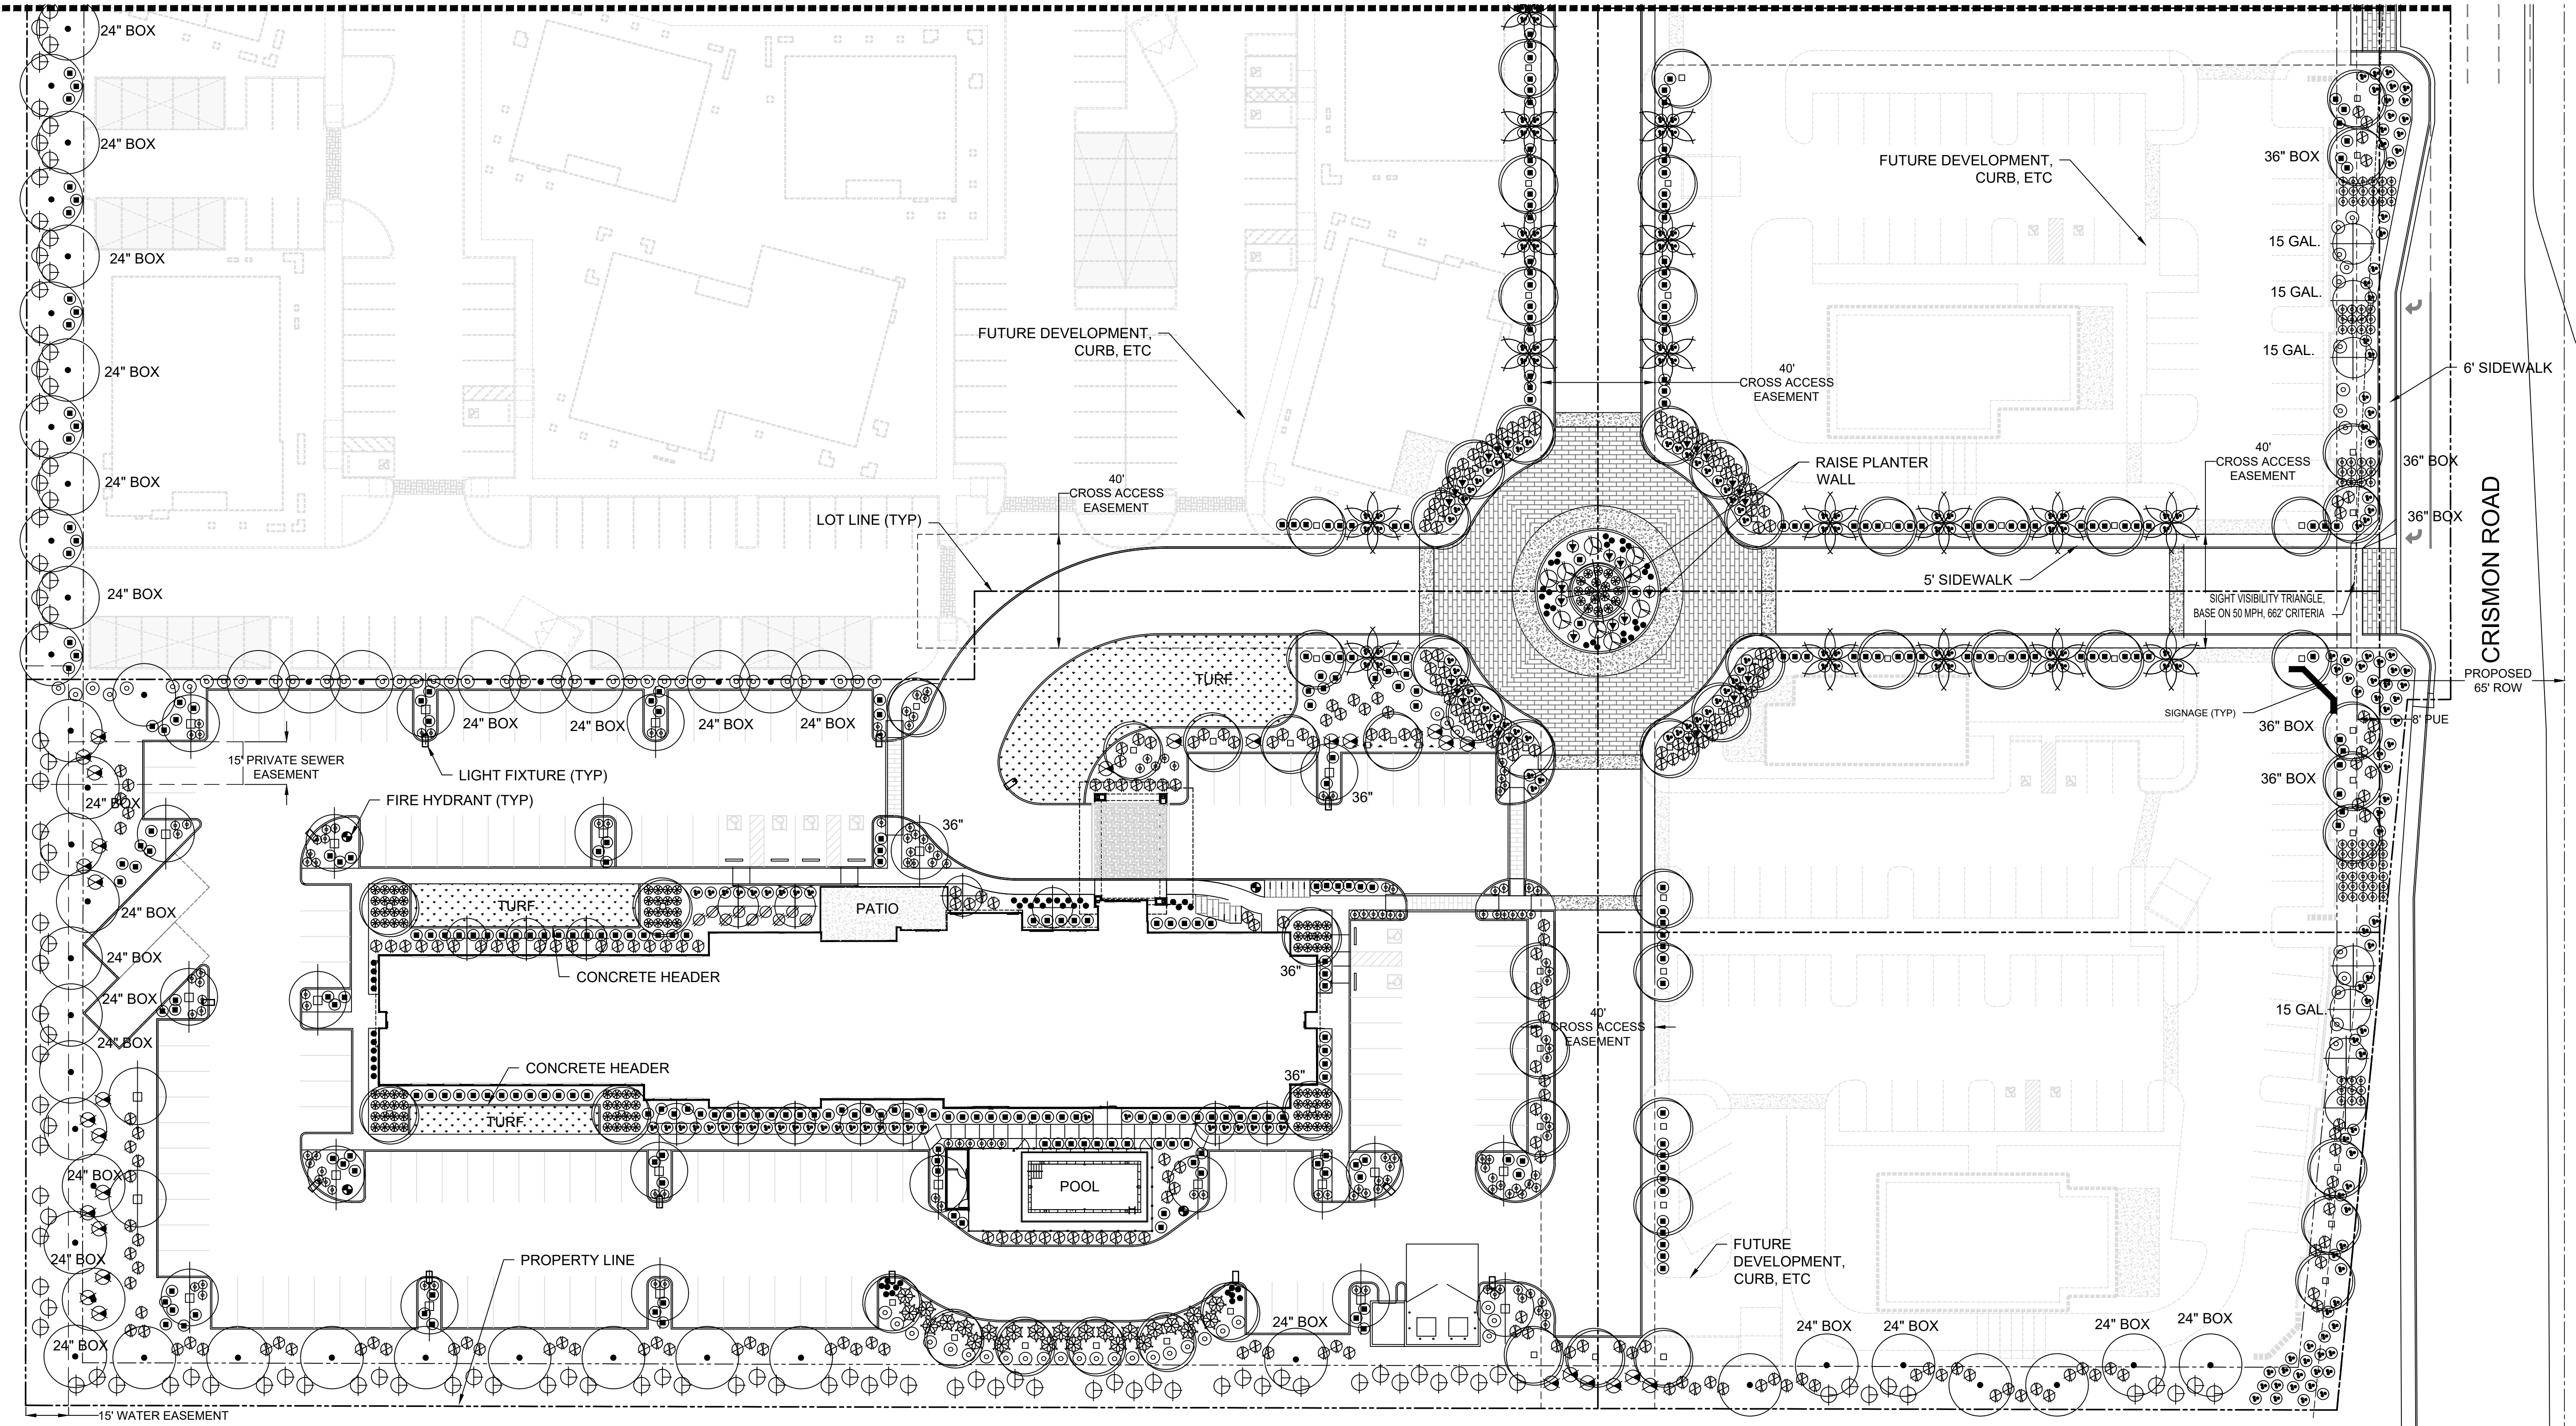 24" BOX
24" BOX
24" BOX
24" BOX
24" BOX
24" BOX
FUTURE DEVELOPMENT,
CURB, ETC
FUTURE DEVELOPMENT,
CURB, ETC
36" BOX
15 GAL.
15 GAL.
15 GAL.
6' SIDEWALK
40'
CROSS ACCESS
EASEMENT
40'
CROSS ACCESS
EASEMENT
40'
CROSS ACCESS
EASEMENT
RAISE PLANTER
WALL
36" BOX
36" BOX
CRISMON ROAD
LOT LINE (TYP)
5' SIDEWALK
SIGHT VISIBILITY TRIANGLE,
BASE ON 50 MPH, 662' CRITERIA
PROPOSED
65' ROW
SIGNAGE (TYP)
8' PUE
36" BOX
36" BOX
TURF
24" BOX
24" BOX
24" BOX
24" BOX
15' PRIVATE SEWER
EASEMENT
LIGHT FIXTURE (TYP)
FIRE HYDRANT (TYP)
24" BOX
36"
36"
24" BOX
TURF
PATIO
24" BOX
CONCRETE HEADER
36"
24" BOX
15 GAL.
40'
CROSS ACCESS
EASEMENT
24" BOX
CONCRETE HEADER
36"
TURF
24" BOX
POOL
24" BOX
PROPERTY LINE
FUTURE
DEVELOPMENT,
CURB, ETC
24" BOX
24" BOX
24" BOX
24" BOX
24" BOX
24" BOX
15' WATER EASEMENT